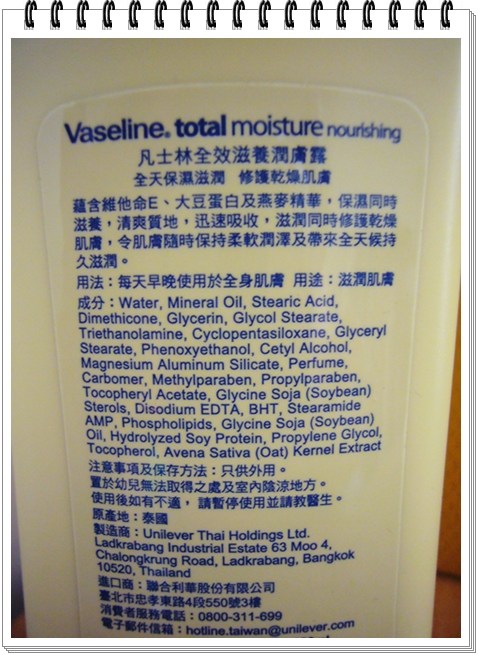 Vaseline. total moisture nourishing
凡士林全效滋養潤膚露
全天保濕滋潤 修護乾燥肌膚
蘊含維他命E、大豆蛋白及燕麥精華，保濕同時
滋養，清爽質地，迅速吸收，滋潤同時修護乾燥
肌膚，令肌膚隨時保持柔軟潤澤及帶來全天候持
久滋潤。
用法：每天早晚使用於全身肌膚 用途：滋潤肌膚
成分：Water, Mineral Oil, Stearic Acid,
Dimethicone, Glycerin, Glycol Stearate,
Triethanolamine, Cyclopentasiloxane, Glyceryl
Stearate, Phenoxyethanol, Cetyl Alcohol,
Magnesium Aluminum Silicate, Perfume,
Carbomer, Methylparaben, Propylparaben,
Tocopheryl Acetate, Glycine Soja (Soybean)
Sterols, Disodium EDTA, BHT, Stearamide
AMP, Phospholipids, Glycine Soja (Soybean)
Oil, Hydrolyzed Soy Protein, Propylene Glycol,
Tocopherol, Avena Sativa (Oat) Kernel Extract
注意事項及保存方法：只供外用。
置於幼兒無法取得之處及室內陰涼地方。
使用後如有不適，請暫停使用並請教醫生。
原產地：泰國
製造商：Unilever Thai Holdings Ltd.
Ladkrabang Industrial Estate 63 Moo 4,
Chalongkrung Road, Ladkrabang, Bangkok
10520, Thailand
進口商：聯合利華股份有限公司
臺北市忠孝東路4段550號3樓
消費者服務電話：0800-311-699
電子郵件信箱：hotline.taiwan@unilever.com